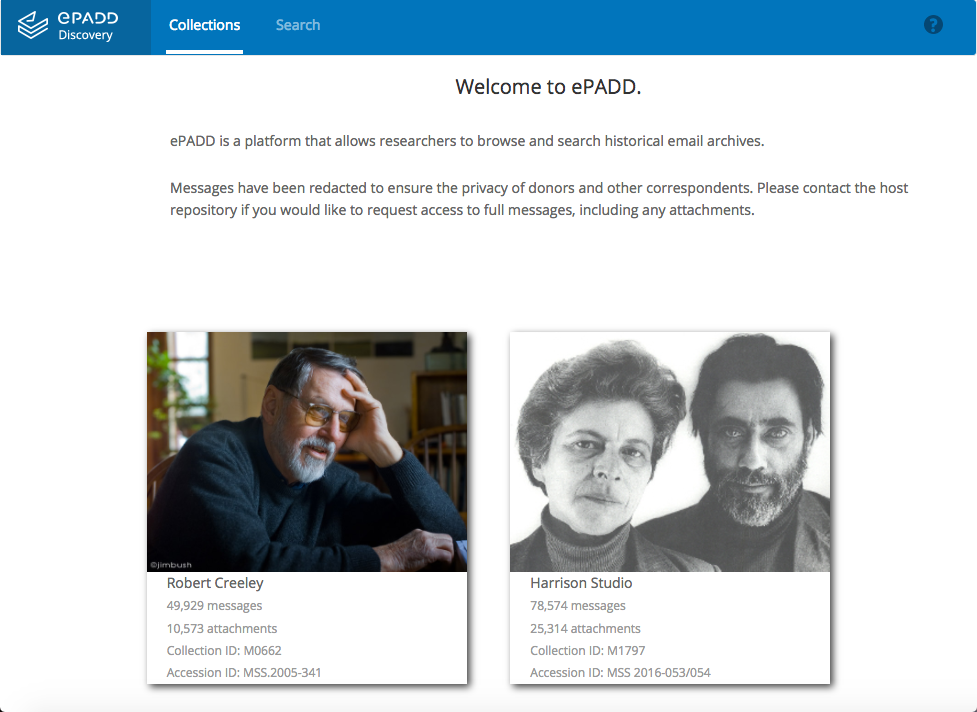 ePADD
Discovery
Collections
Search
?
Welcome to ePADD.
ePADD is a platform that allows researchers to browse and search historical email archives.
Messages have been redacted to ensure the privacy of donors and other correspondents. Please contact the host
repository if you would like to request access to full messages, including any attachments.
©jimbush
Robert Creeley
49,929 messages
10,573 attachments
Collection ID: M0662
Accession ID: MSS.2005-341
Harrison Studio
78,574 messages
25,314 attachments
Collection ID: M1797
Accession ID: MSS 2016-053/054